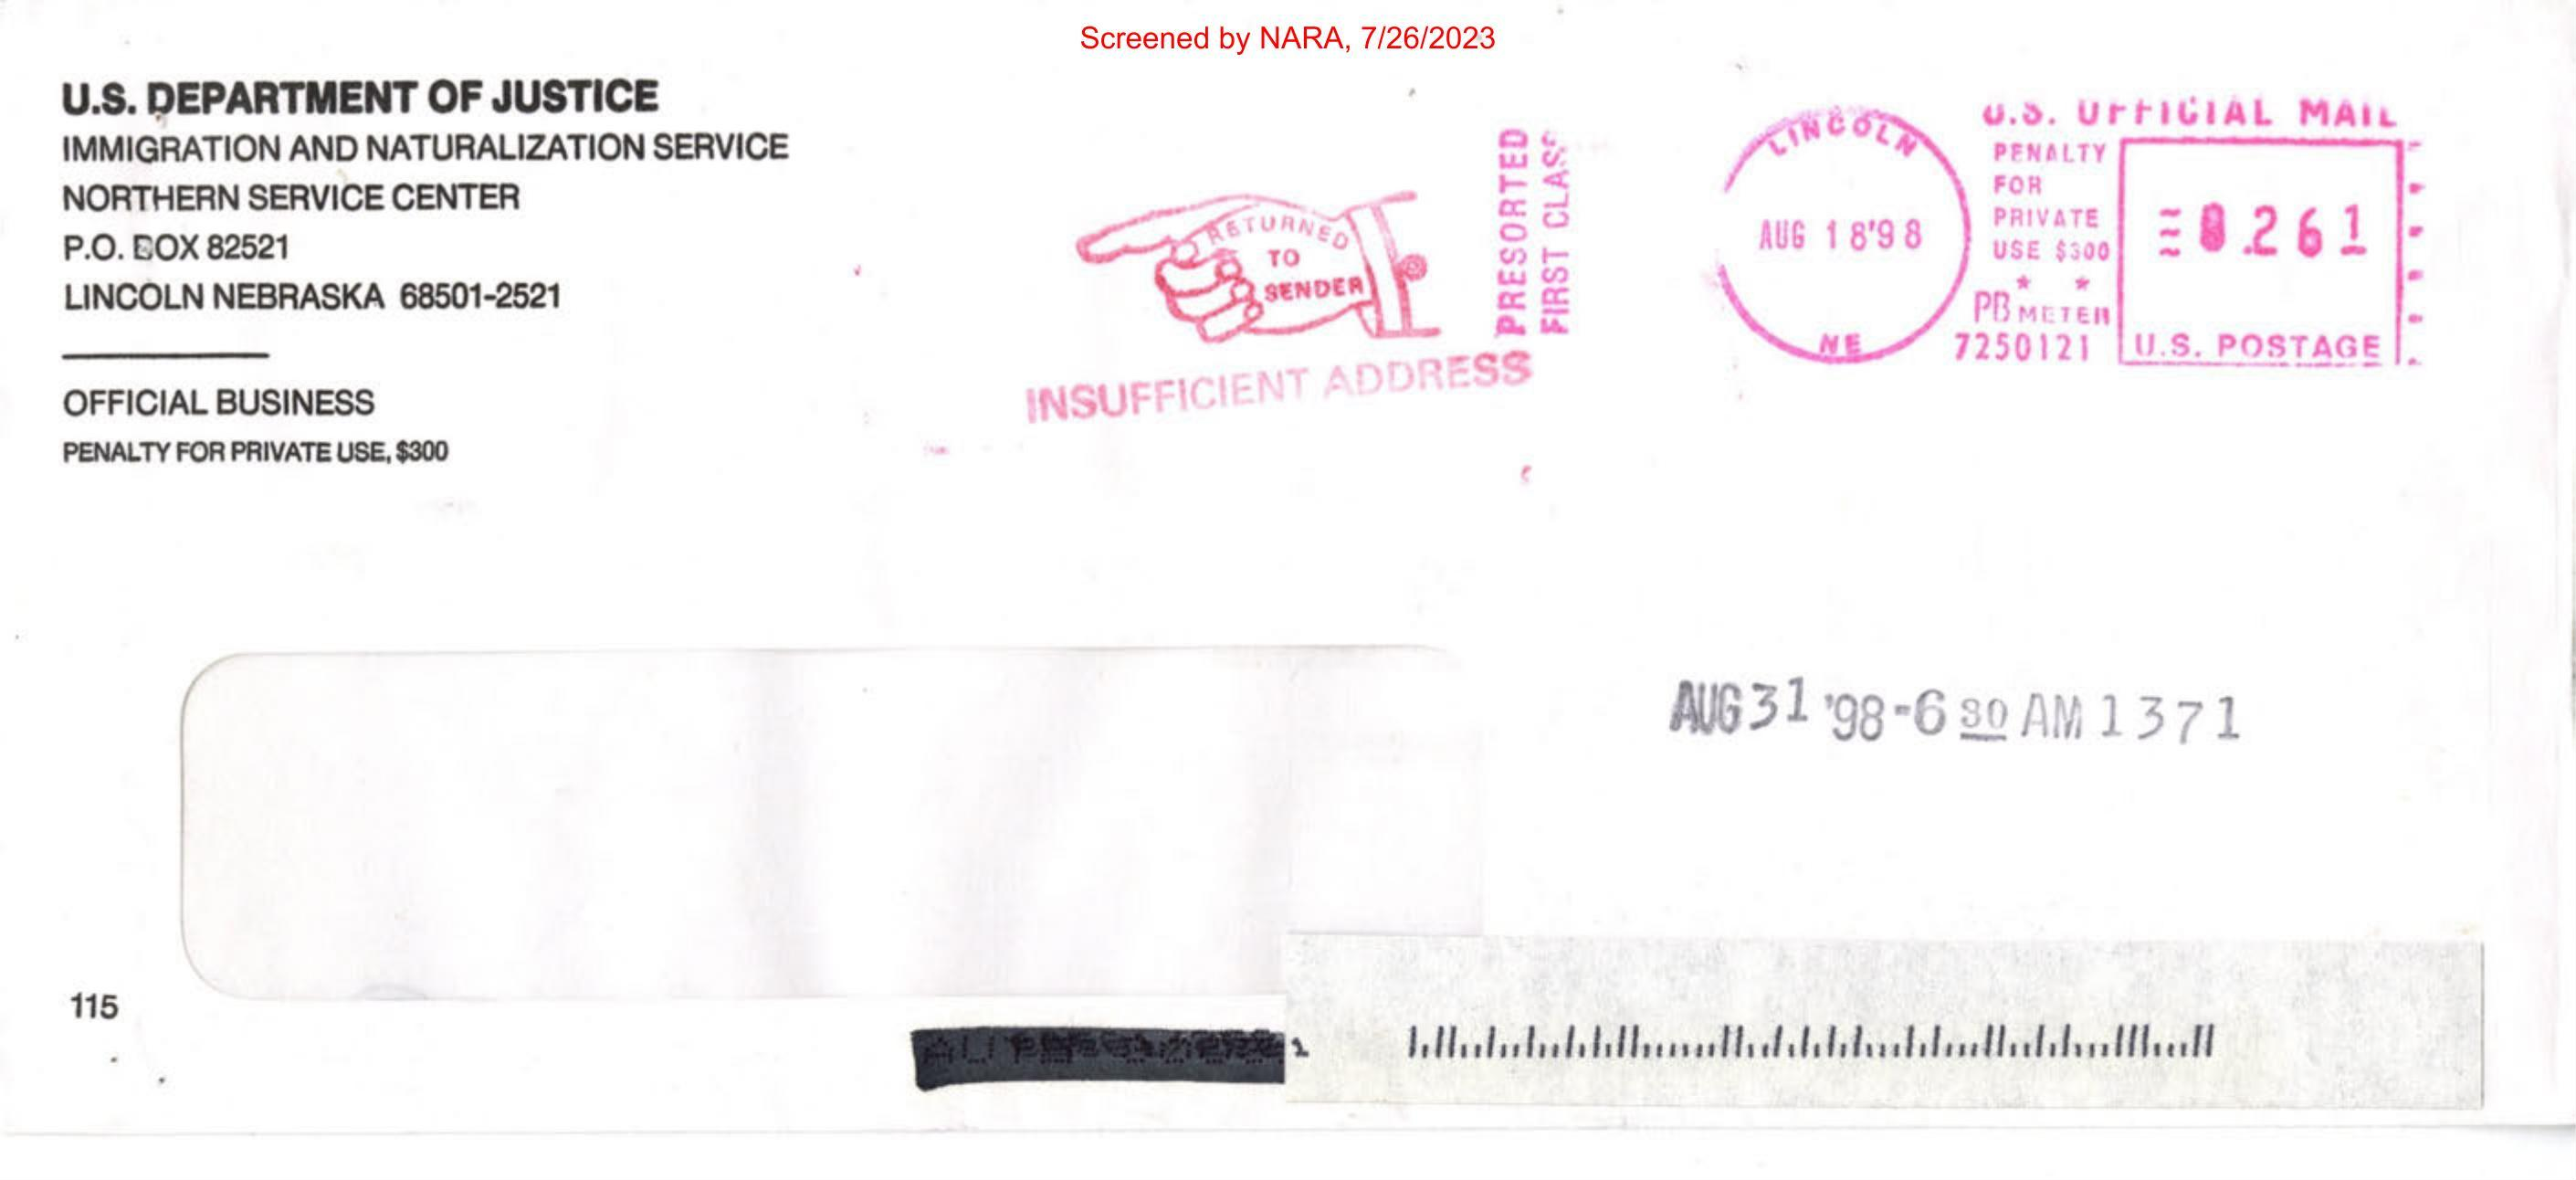 Screened by NARA, 7/26/2023
U.S. DEPARTMENT OF JUSTICE
IMMIGRATION AND NATURALIZATION SERVICE
NORTHERN SERVICE CENTER
P.O. BOX 82521
LINCOLN NEBRASKA 68501-2521
OFFICIAL BUSINESS
PENALTY FOR PRIVATE USE, $300
RETURNED
TO
SENDER
INSUFFICIENT ADDRESS
PRESORTED
FIRST CLASS
LINCOLN
AUG 18'98
NE
U.S. OFFICIAL MAIL
PENALTY
FOR
PRIVATE
USE $300
PB METER
7250121
0.261
U.S. POSTAGE
AUG 31 '98-6 30 AM 1371
115